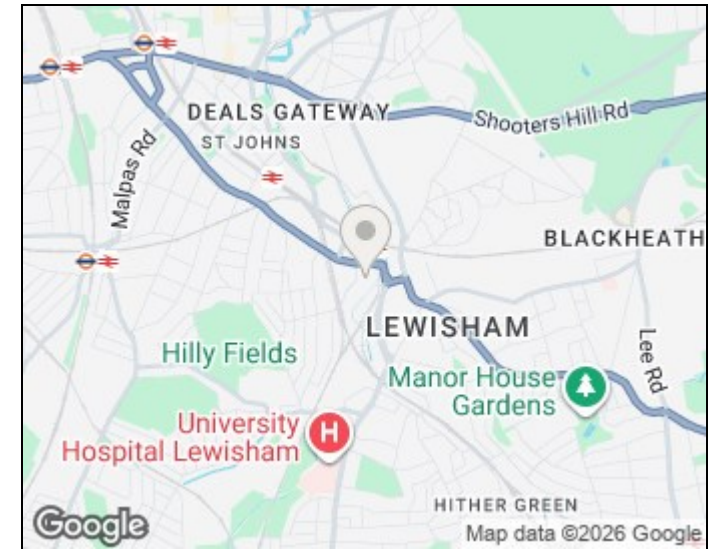 DEALS GATEWAY
Shooters Hill Rd
ST JOHNS
Malpas Rd
BLACKHEATH
LEWISHAM
Hilly Fields
Lee Rd
Manor House
Gardens
University
Hospital Lewisham
H
HITHER GREEN
Google
Map data ©2026 Google